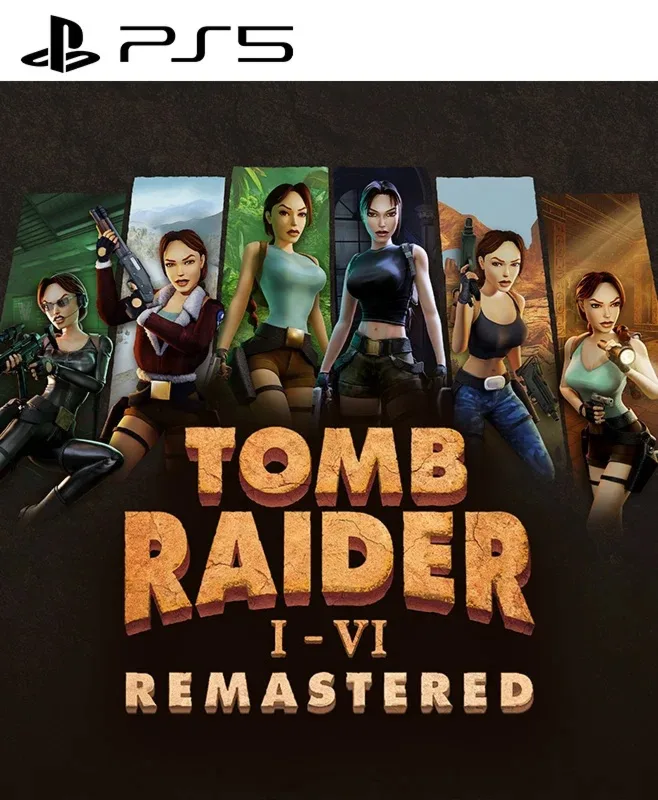 PS5
TOMB
RAIDER
I – VI
REMASTERED